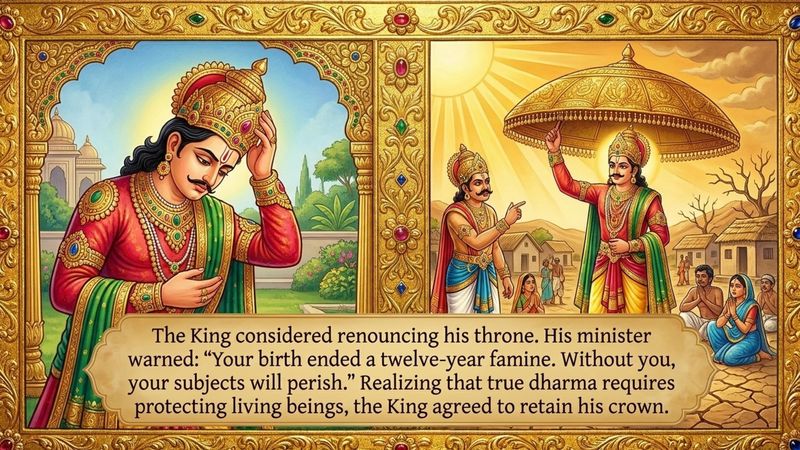 The King considered renouncing his throne. His minister
warned: “Your birth ended a twelve-year famine. Without you,
your subjects will perish.” Realizing that true dharma requires
protecting living beings, the King agreed to retain his crown.